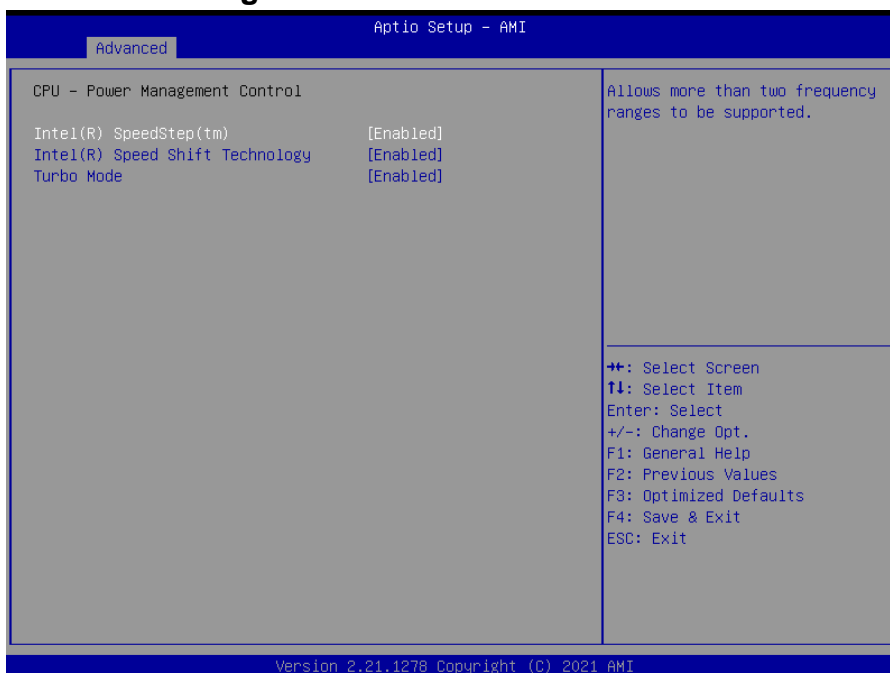 Aptio Setup – AMI
Advanced
CPU – Power Management Control
Intel(R) SpeedStep(tm) [Enabled]
Intel(R) Speed Shift Technology [Enabled]
Turbo Mode [Enabled]
Allows more than two frequency
ranges to be supported.
→←: Select Screen
↑↓: Select Item
Enter: Select
+/-: Change Opt.
F1: General Help
F2: Previous Values
F3: Optimized Defaults
F4: Save & Exit
ESC: Exit
Version 2.21.1278 Copyright (C) 2021 AMI